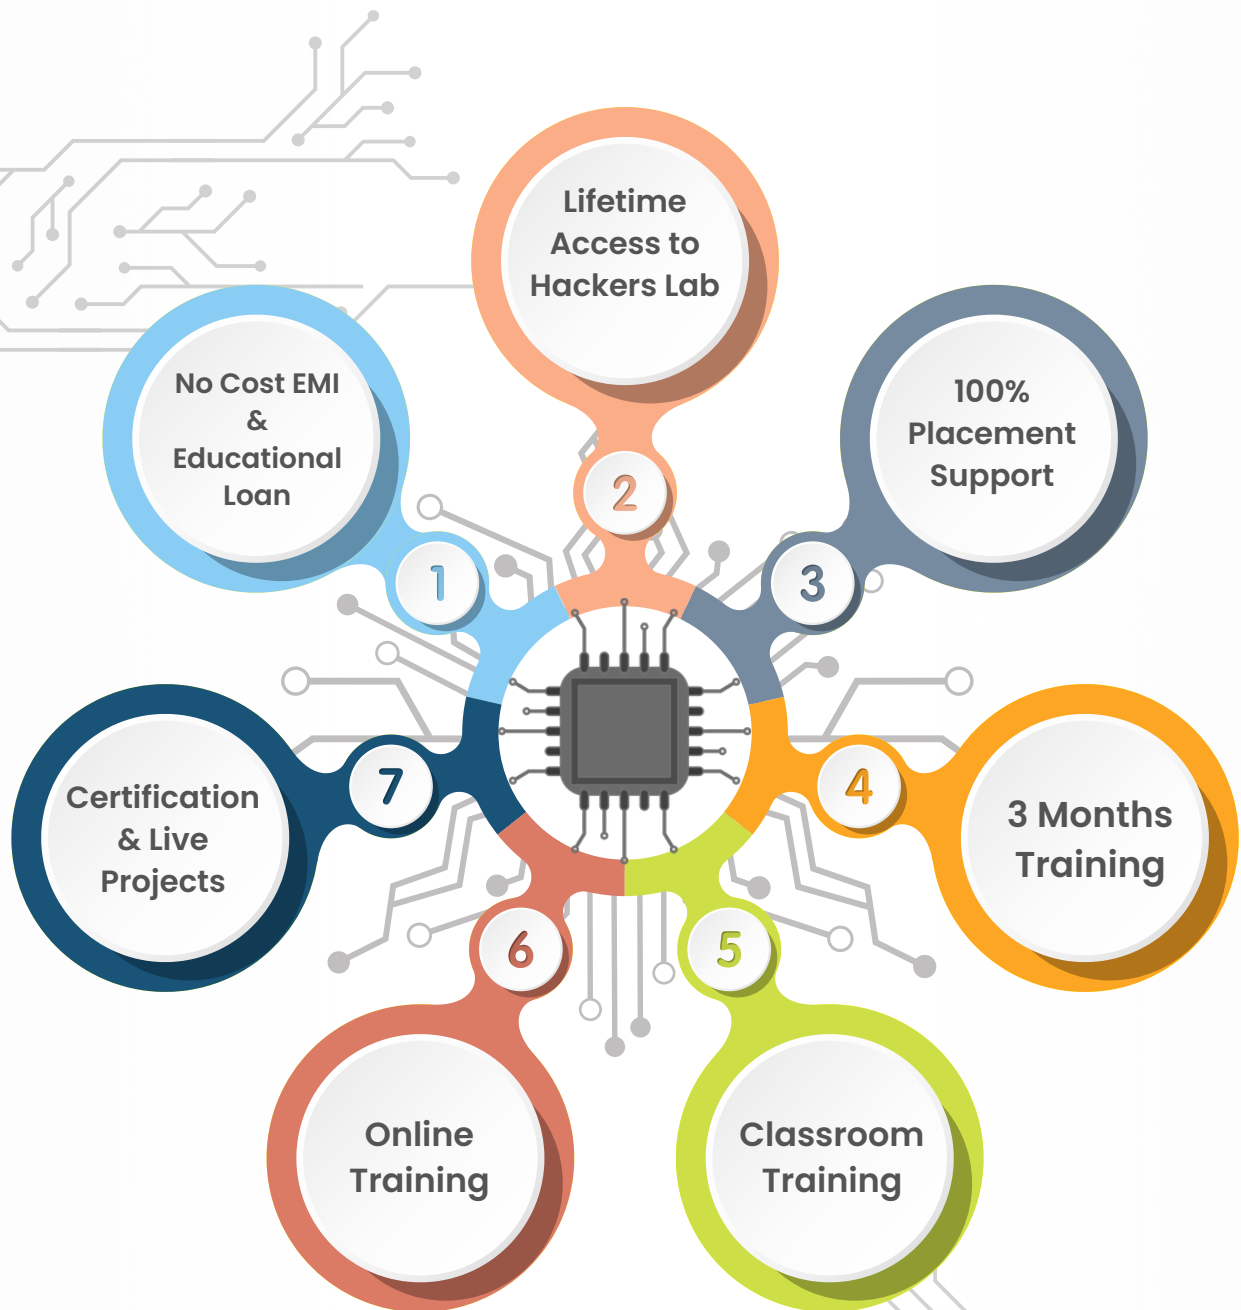 No Cost EMI
&
Educational
Loan
1
Lifetime
Access to
Hackers Lab
2
100%
Placement
Support
3
3 Months
Training
4
Classroom
Training
5
Online
Training
6
Certification
& Live
Projects
7